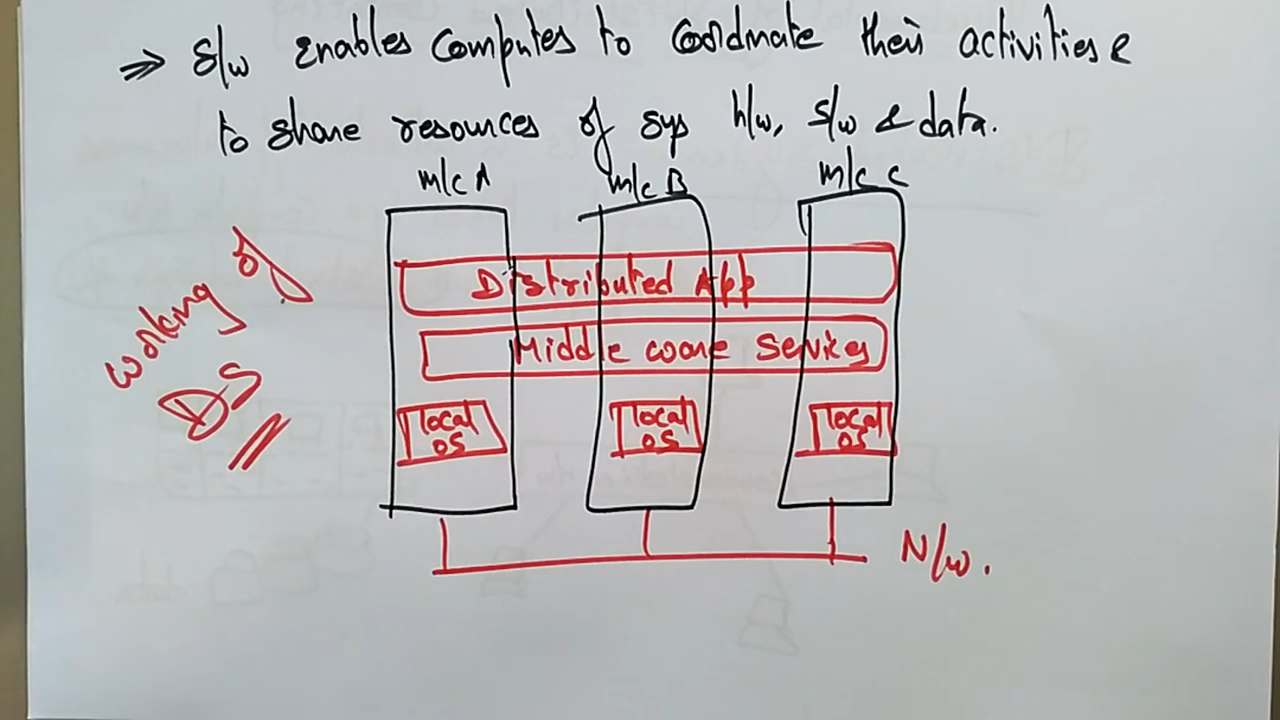 ⇒ S/w enables computes to coordinate their activities &
to share resources of sys h/w, s/w & data.
m/c A m/c B m/c C
Working of
DS
Distributed App
Middle ware Services
local OS local OS local OS
N/w.